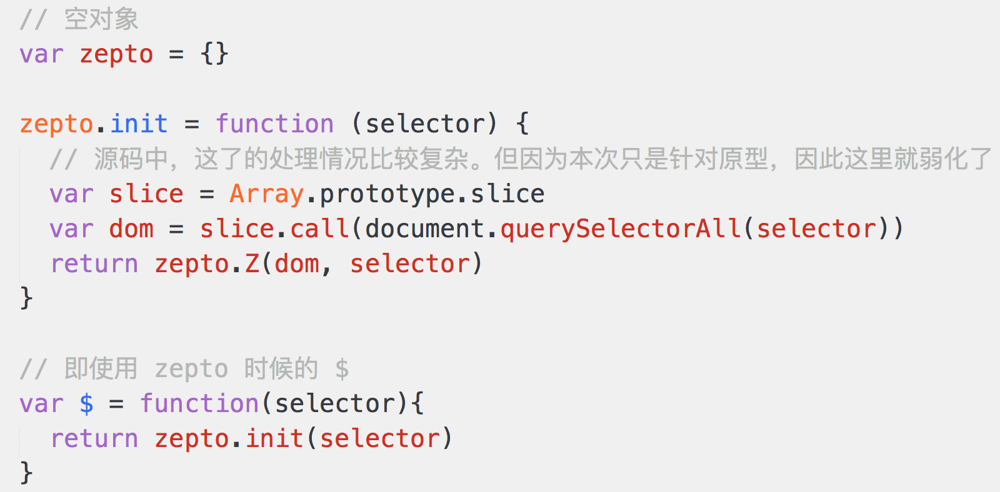 // 空对象
var zepto = {}
zepto.init = function (selector) {
// 源码中，这了的处理情况比较复杂。但因为本次只是针对原型，因此这里就弱化了
var slice = Array.prototype.slice
var dom = slice.call(document.querySelectorAll(selector))
return zepto.Z(dom, selector)
}
// 即使用 zepto 时候的 $
var $ = function(selector){
return zepto.init(selector)
}